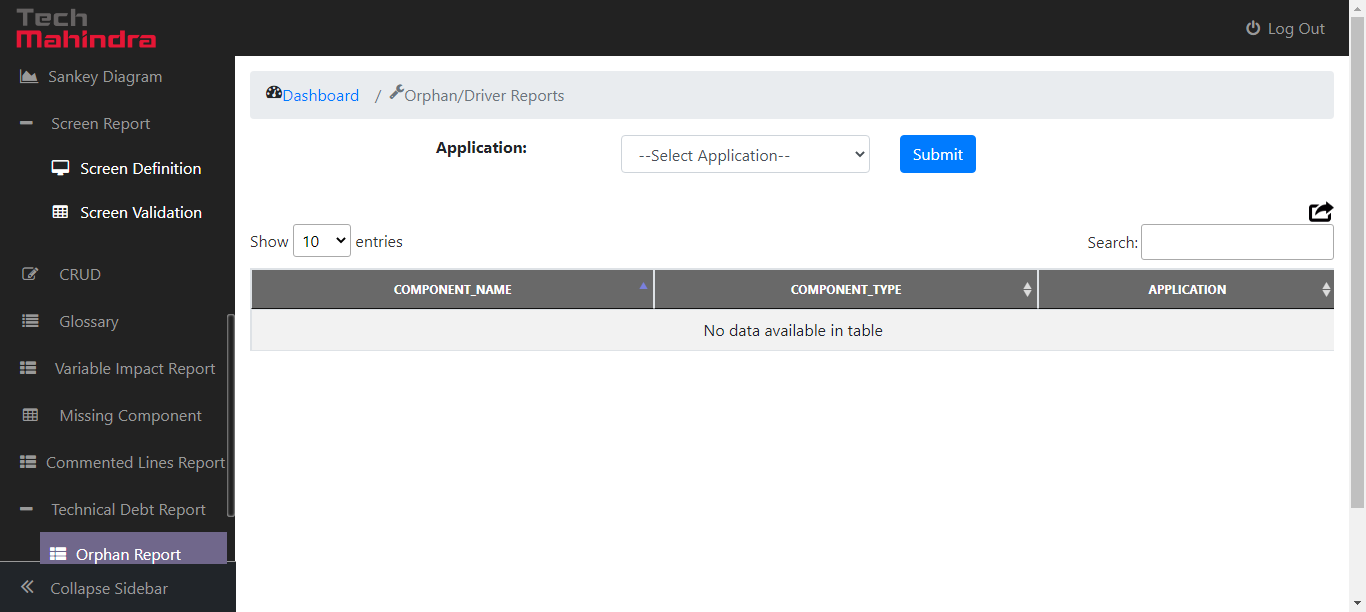 Tech
Mahindra
Log Out
Sankey Diagram
Screen Report
Screen Definition
Screen Validation
CRUD
Glossary
Variable Impact Report
Missing Component
Commented Lines Report
Technical Debt Report
Orphan Report
Collapse Sidebar
Dashboard / Orphan/Driver Reports
Application: --Select Application-- Submit
Show 10 entries Search:
COMPONENT_NAME COMPONENT_TYPE APPLICATION
No data available in table